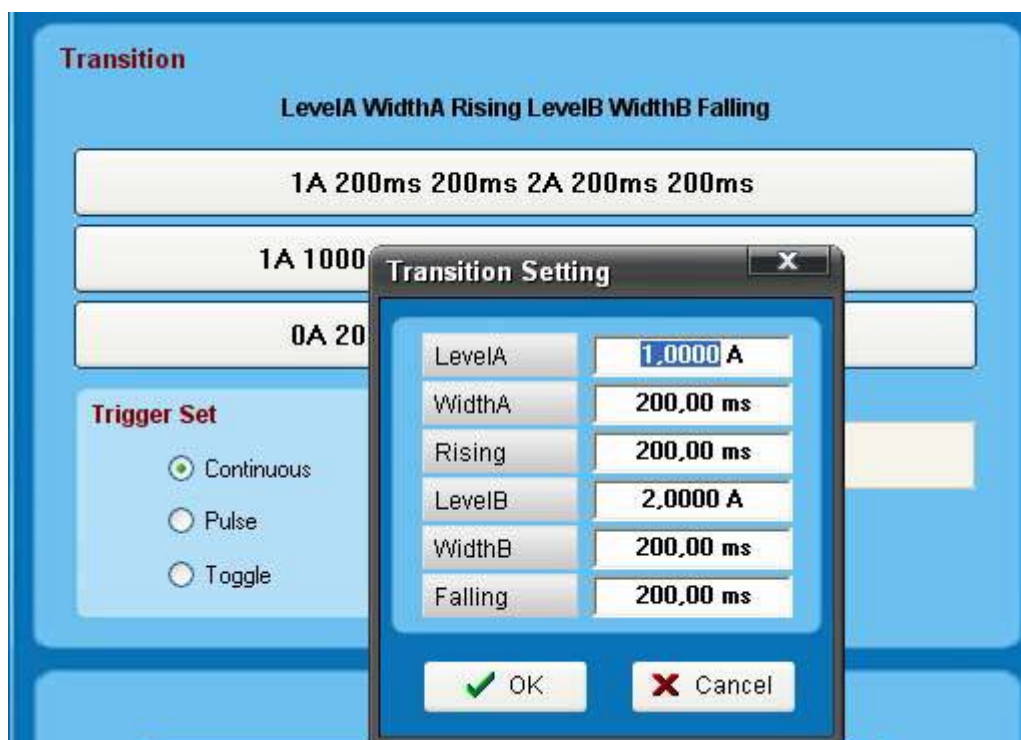 Transition
LevelA WidthA Rising LevelB WidthB Falling
1A 200ms 200ms 2A 200ms 200ms
1A 1000
0A 20
Transition Setting
LevelA 1,0000 A
WidthA 200,00 ms
Rising 200,00 ms
LevelB 2,0000 A
WidthB 200,00 ms
Falling 200,00 ms
Trigger Set
Continuous
Pulse
Toggle
OK Cancel